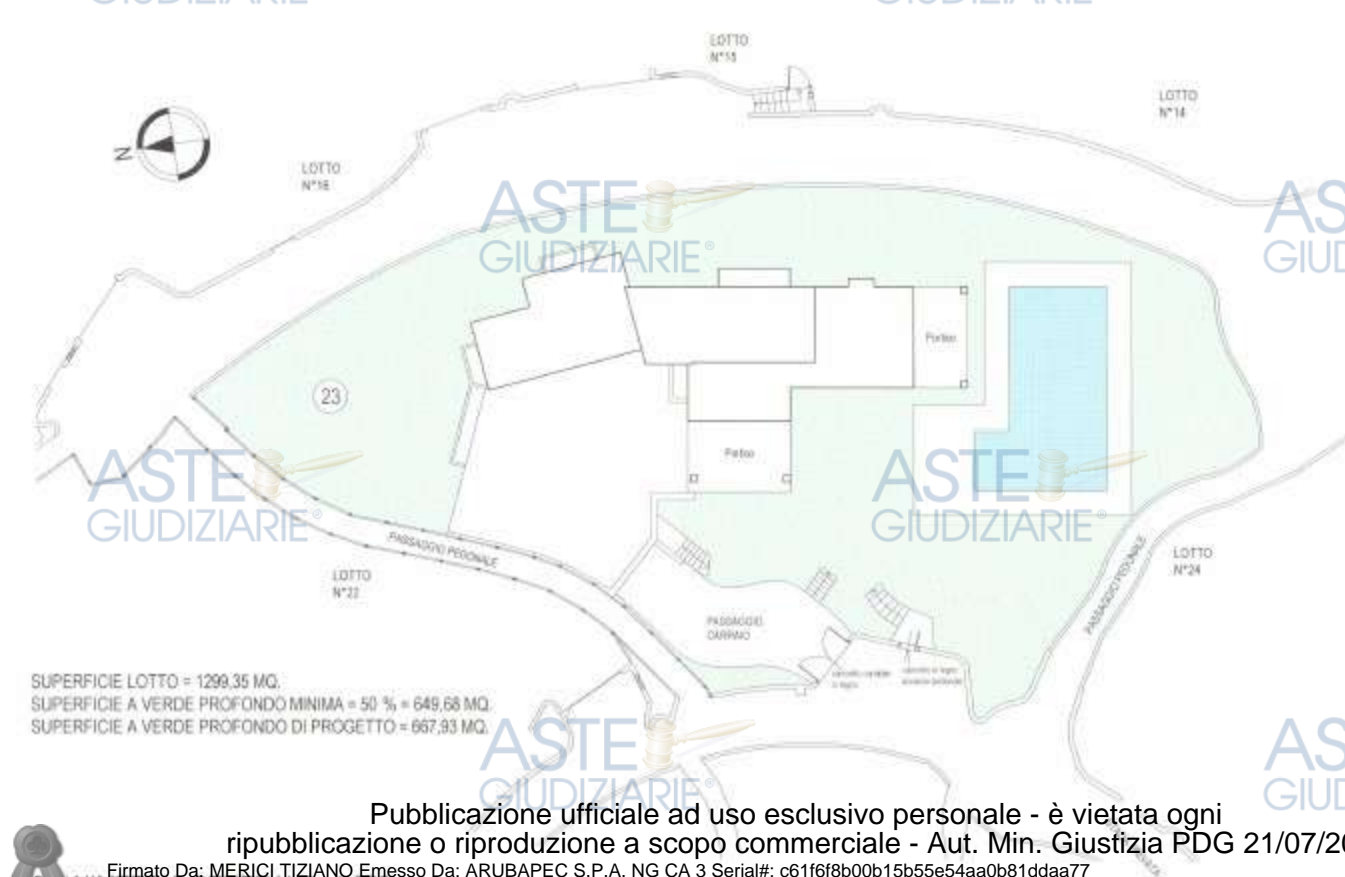 GIUDIZIARIE
GIUDIZIARIE
LOTTO
N°15
LOTTO
N°14
N
LOTTO
N°16
ASTE
GIUDIZIARIE®
AS
GIUD
Portico
23
Portico
ASTE
GIUDIZIARIE®
ASTE
GIUDIZIARIE®
PASSAGGIO PEDONALE
PASSAGGIO PEDONALE
LOTTO
N°24
LOTTO
N°22
PASSAGGIO
CARRAIO
SUPERFICIE LOTTO = 1299,35 MQ.
SUPERFICIE A VERDE PROFONDO MINIMA = 50 % = 649,68 MQ.
SUPERFICIE A VERDE PROFONDO DI PROGETTO = 667,93 MQ.
ASTE
GIUDIZIARIE®
AS
GIUD
Pubblicazione ufficiale ad uso esclusivo personale - è vietata ogni
ripubblicazione o riproduzione a scopo commerciale - Aut. Min. Giustizia PDG 21/07/20
Firmato Da: MERICI TIZIANO Emesso Da: ARUBAPEC S.P.A. NG CA 3 Serial#: c61f6f8b00b15b55e54aa0b81ddaa77